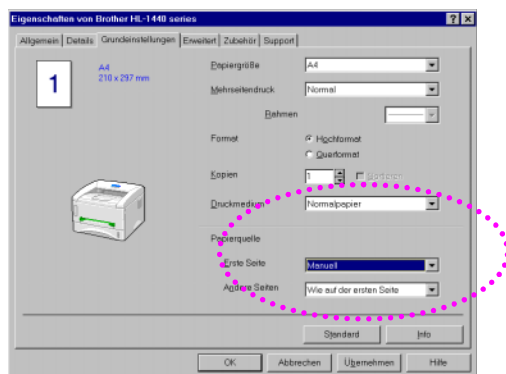 Eigenschaften von Brother HL-1440 series
Allgemein Details Grundeinstellungen Erweitert Zubehör Support
1
A4
210 x 297 mm
Papiergröße A4
Mehrseitendruck Normal
Rahmen
Format Hochformat
Querformat
Kopien 1 Sortieren
Druckmedium Normalpapier
Papierquelle
Erste Seite Manuell
Andere Seiten Wie auf der ersten Seite
Standard Info
OK Abbrechen Übernehmen Hilfe